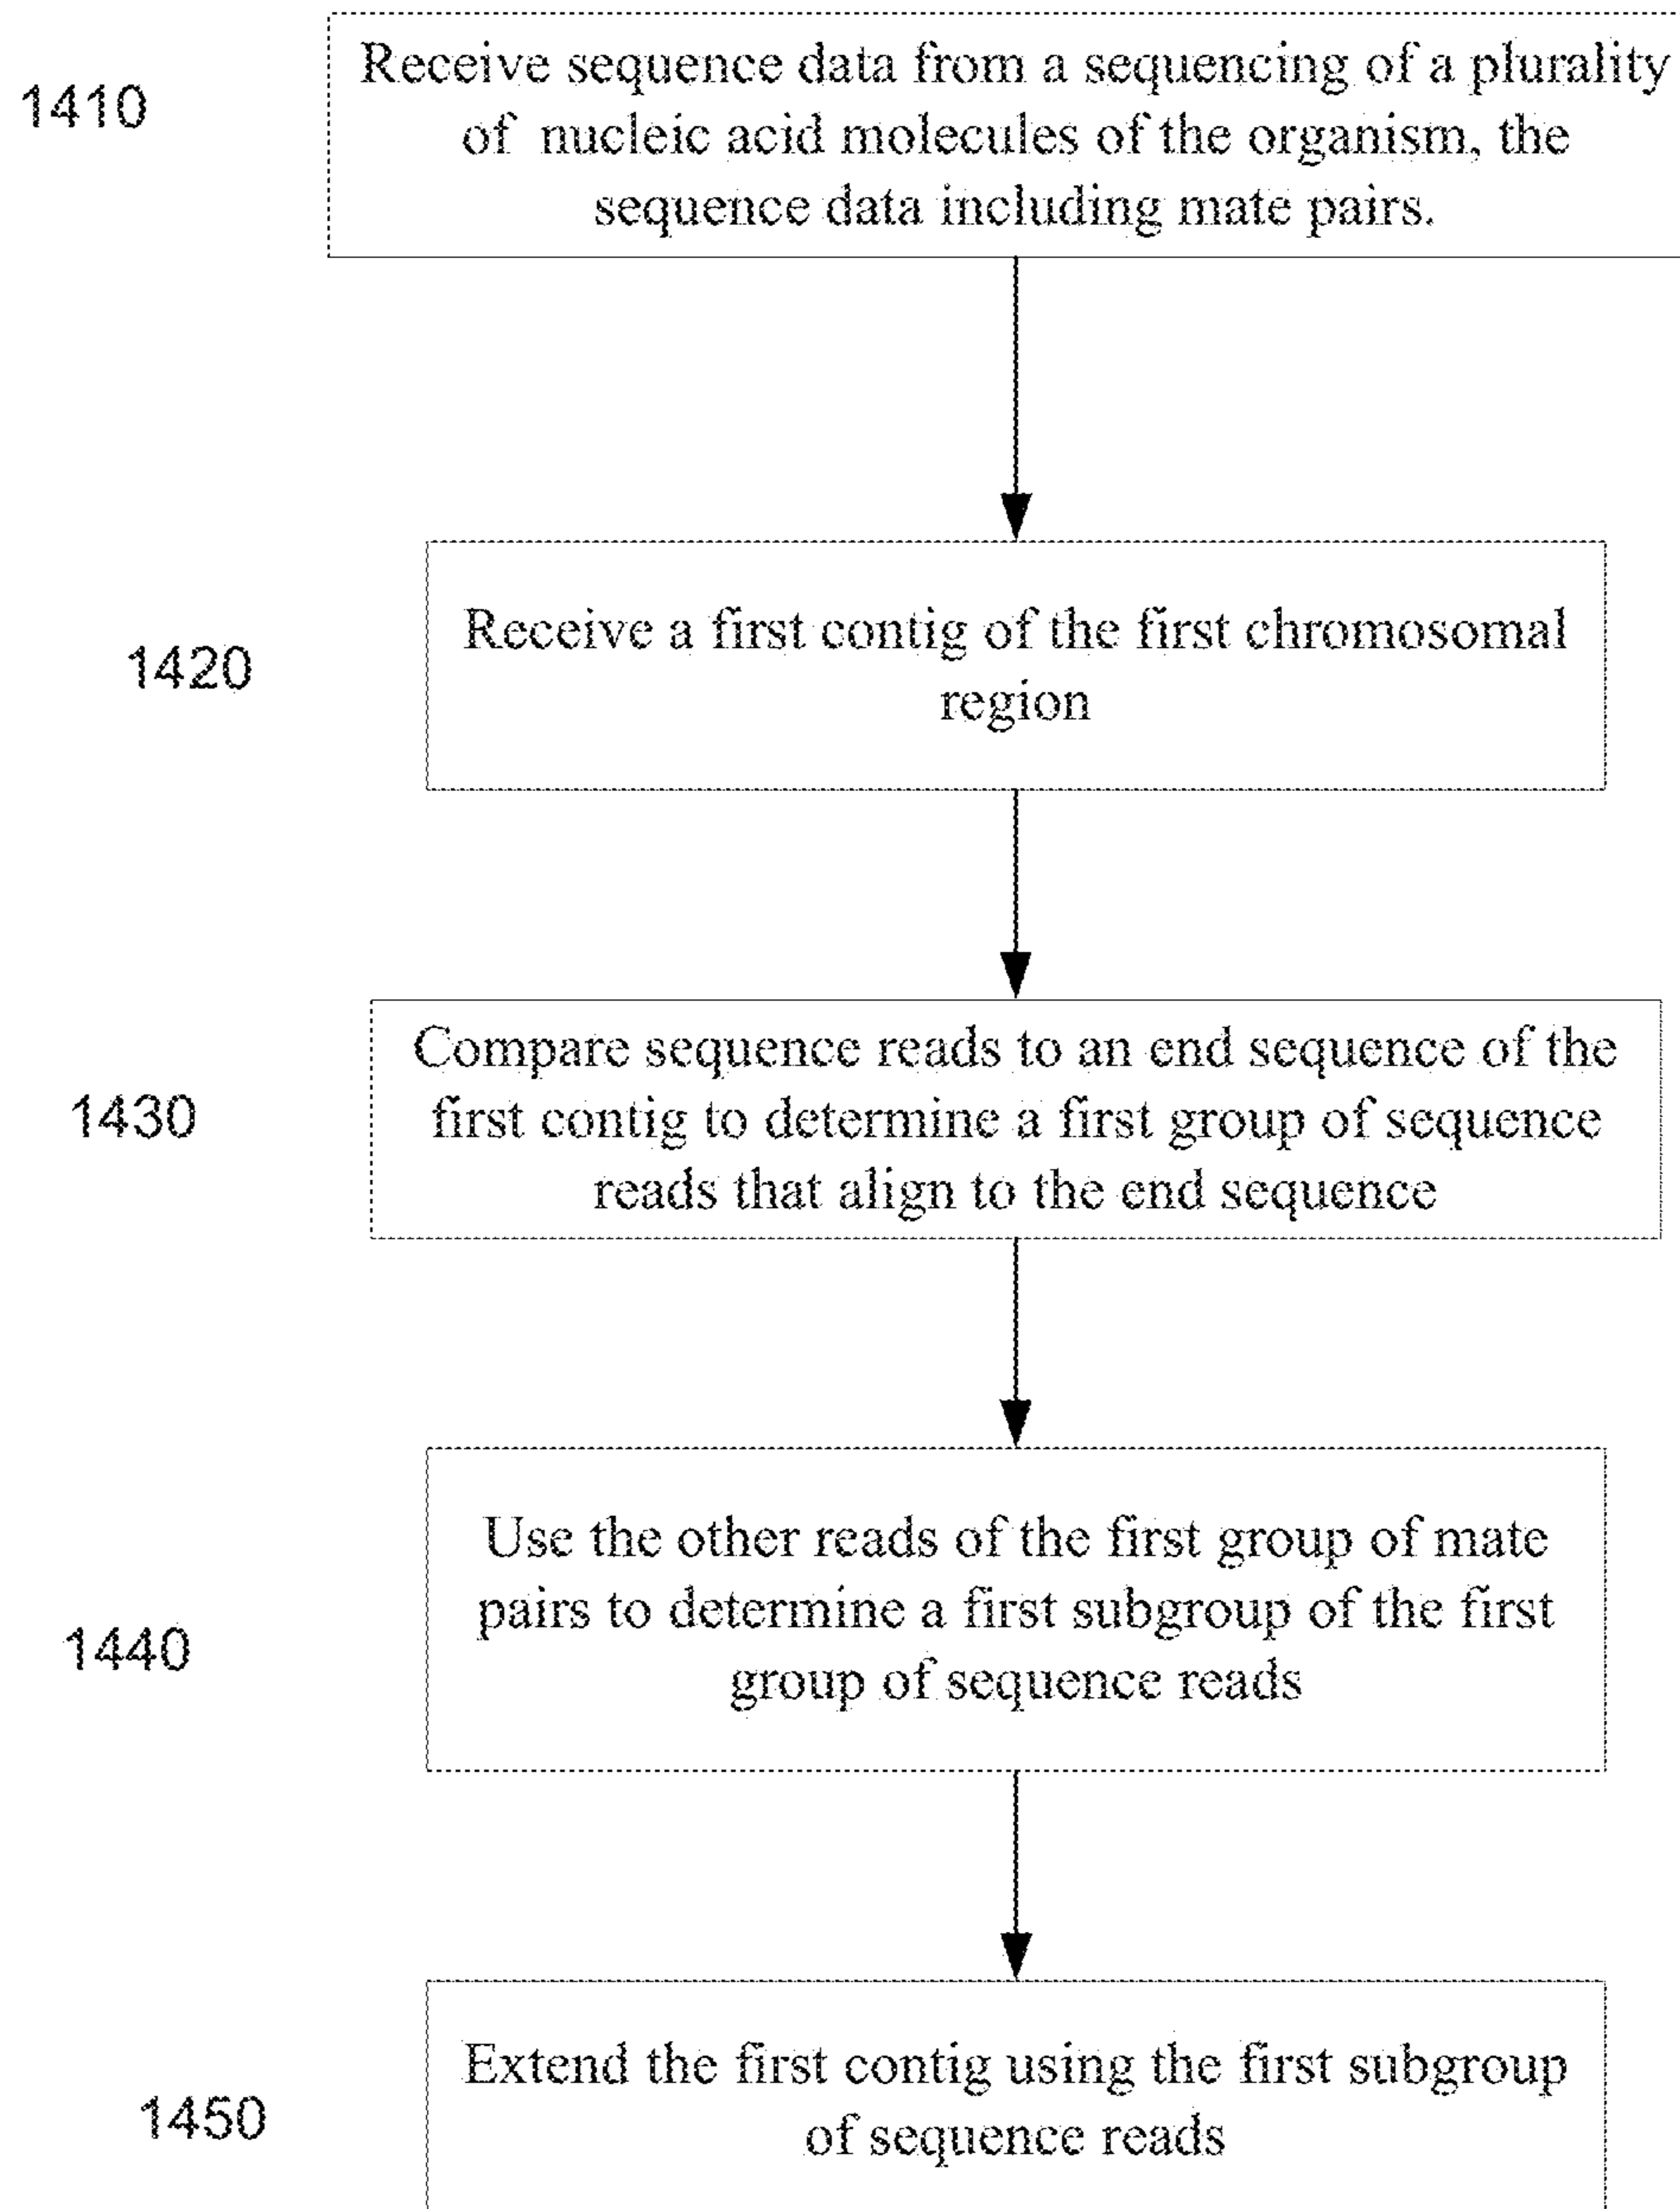 1410
Receive sequence data from a sequencing of a plurality
of nucleic acid molecules of the organism, the
sequence data including mate pairs.
1420
Receive a first contig of the first chromosomal
region
1430
Compare sequence reads to an end sequence of the
first contig to determine a first group of sequence
reads that align to the end sequence
1440
Use the other reads of the first group of mate
pairs to determine a first subgroup of the first
group of sequence reads
1450
Extend the first contig using the first subgroup
of sequence reads